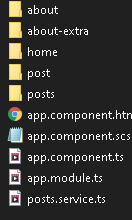 about
about-extra
home
post
posts
app.component.htn
app.component.scs
app.component.ts
app.module.ts
posts.service.ts